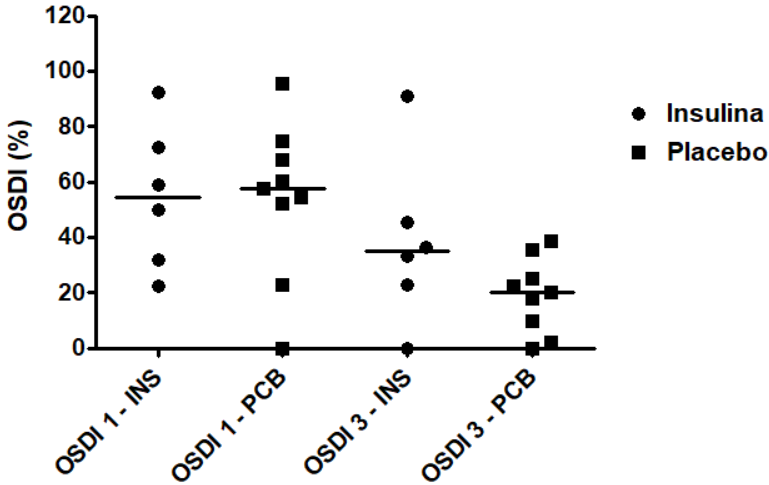 120
100
80
60
40
20
0
OSDI (%)
OSDI 1 - INS
OSDI 1 - PCB
OSDI 3 - INS
OSDI 3 - PCB
Insulina
Placebo